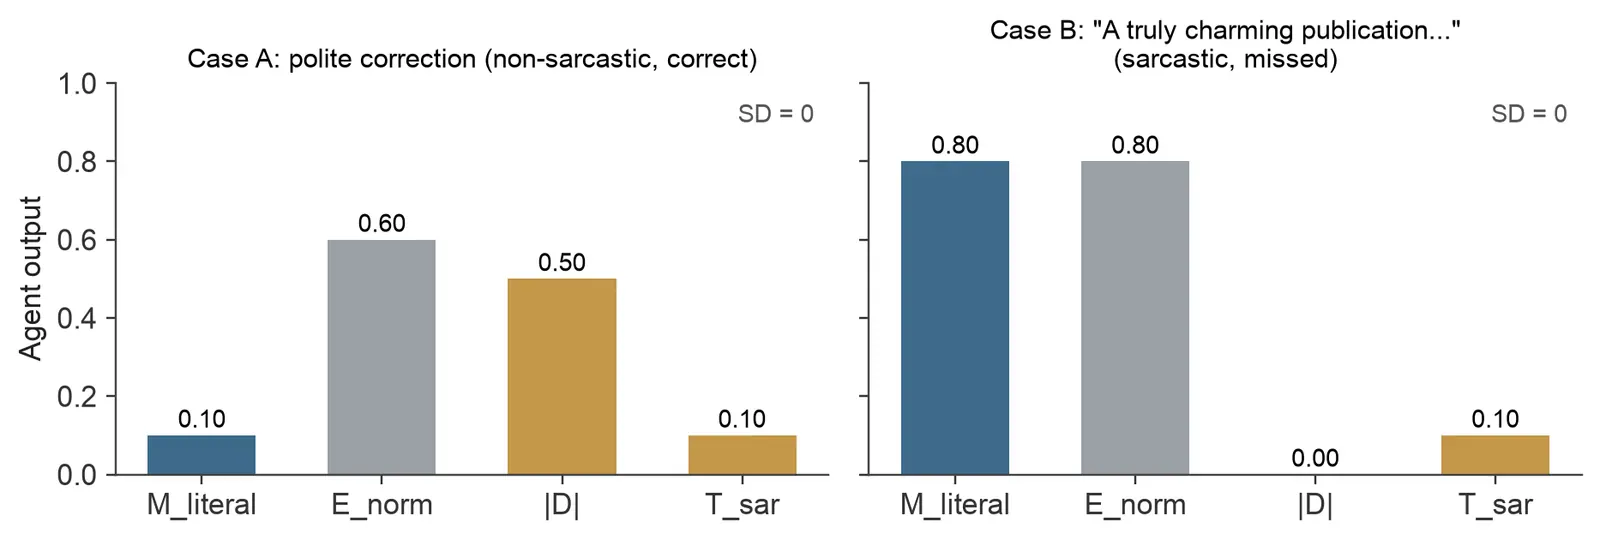 Case A: polite correction (non-sarcastic, correct)
SD = 0
Agent output
1.0
0.8
0.6
0.4
0.2
0.0
0.10
0.60
0.50
0.10
M_literal
E_norm
|D|
T_sar
Case B: "A truly charming publication..."
(sarcastic, missed)
SD = 0
0.80
0.80
0.00
0.10
M_literal
E_norm
|D|
T_sar